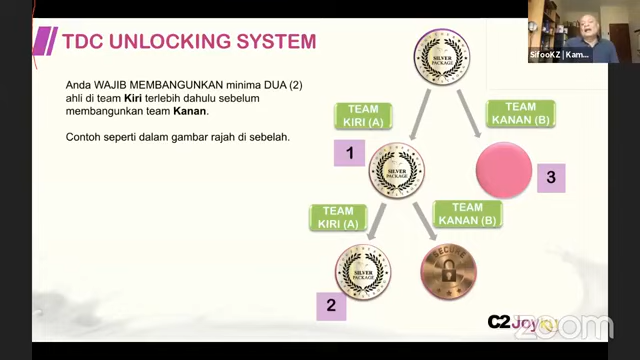 TDC UNLOCKING SYSTEM
Anda WAJIB MEMBANGUNKAN minima DUA (2)
ahli di team Kiri terlebih dahulu sebelum
membangunkan team Kanan.
Contoh seperti dalam gambar rajah di sebelah.
SILVER
PACKAGE
TEAM
KIRI (A)
TEAM
KANAN (B)
1
SILVER
PACKAGE
3
TEAM
KIRI (A)
TEAM
KANAN (B)
SILVER
PACKAGE
SECURE
2
C2Joy
zoom
SifooKZ | Kam...